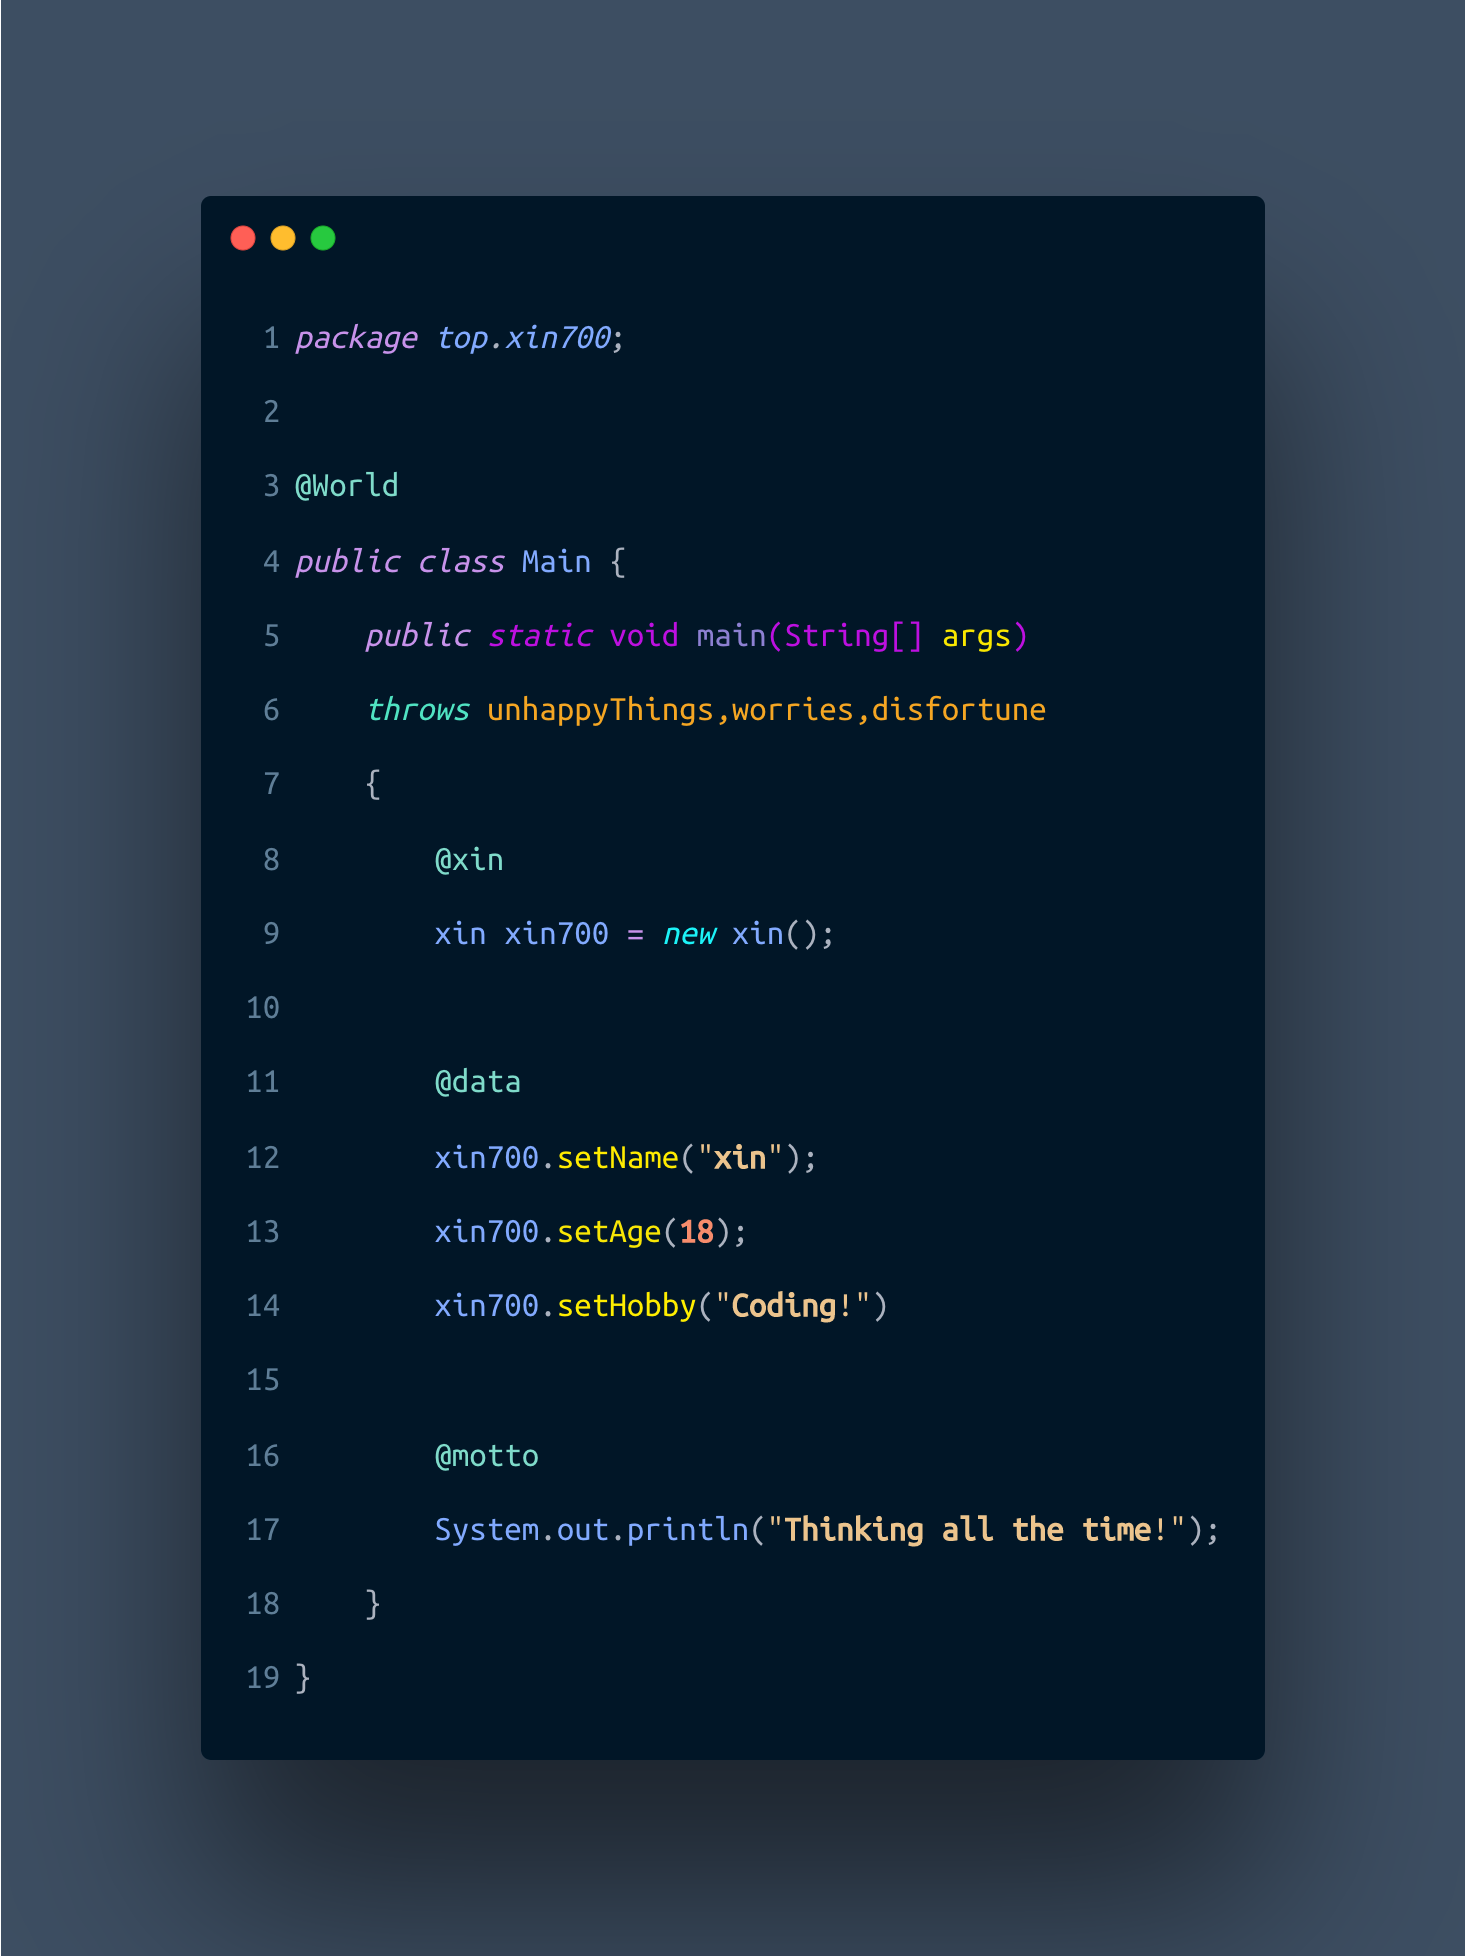 1 package top.xin700;
2
3 @World
4 public class Main {
5     public static void main(String[] args)
6     throws unhappyThings,worries,disfortune
7     {
8         @xin
9         xin xin700 = new xin();
10
11         @data
12         xin700.setName("xin");
13         xin700.setAge(18);
14         xin700.setHobby("Coding!")
15
16         @motto
17         System.out.println("Thinking all the time!");
18     }
19 }